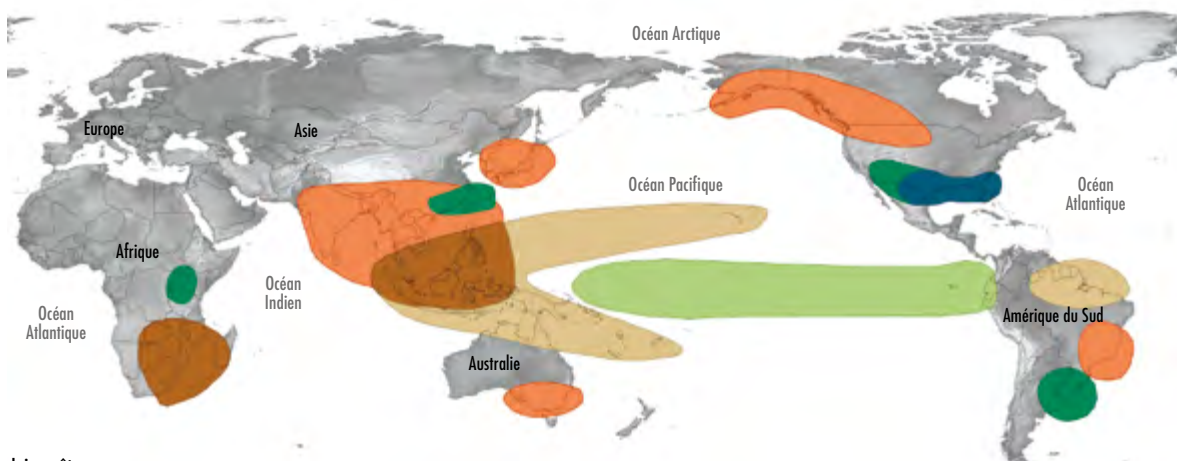 Océan Arctique
Europe
Asie
Océan Pacifique
Océan
Atlantique
Afrique
Océan
Indien
Océan
Atlantique
Amérique du Sud
Australie